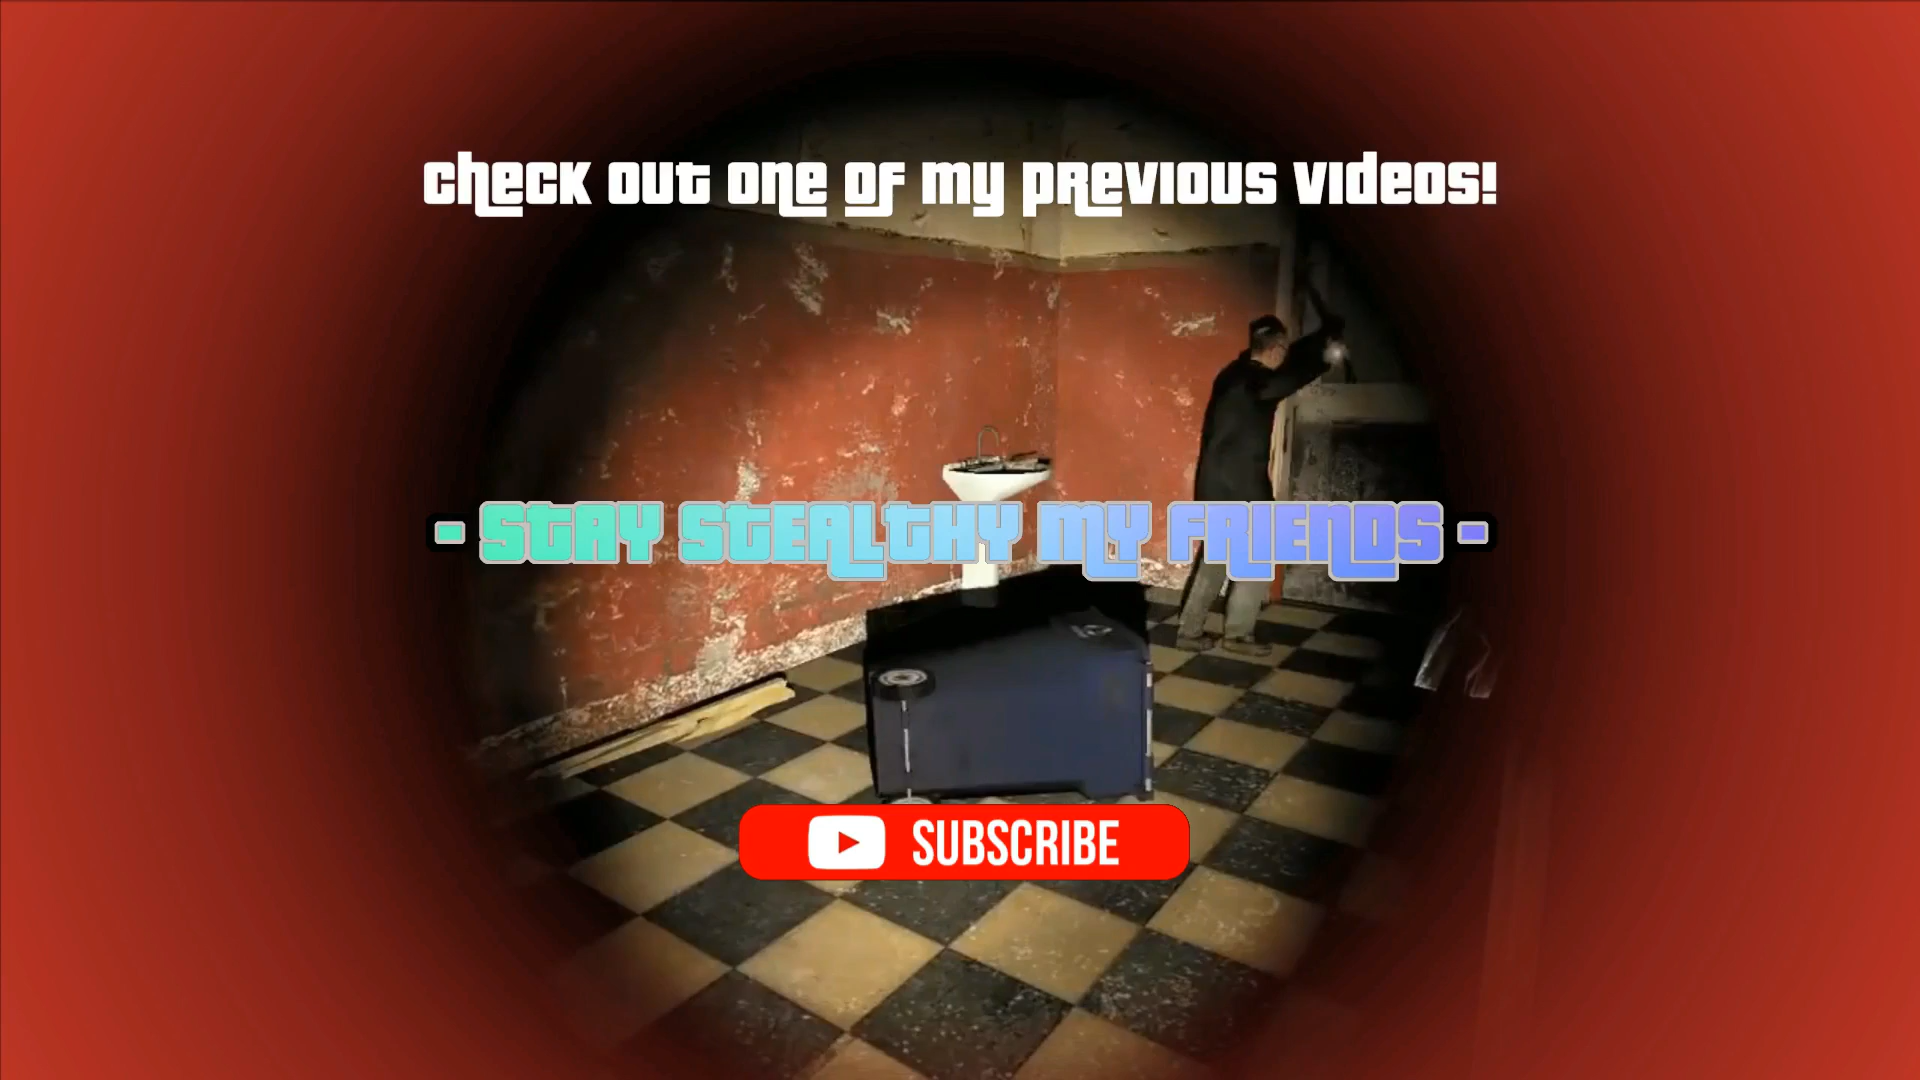 CHECK OUT ONE OF MY PREVIOUS VIDEOS!
- STAY STEALTHY MY FRIENDS -
SUBSCRIBE